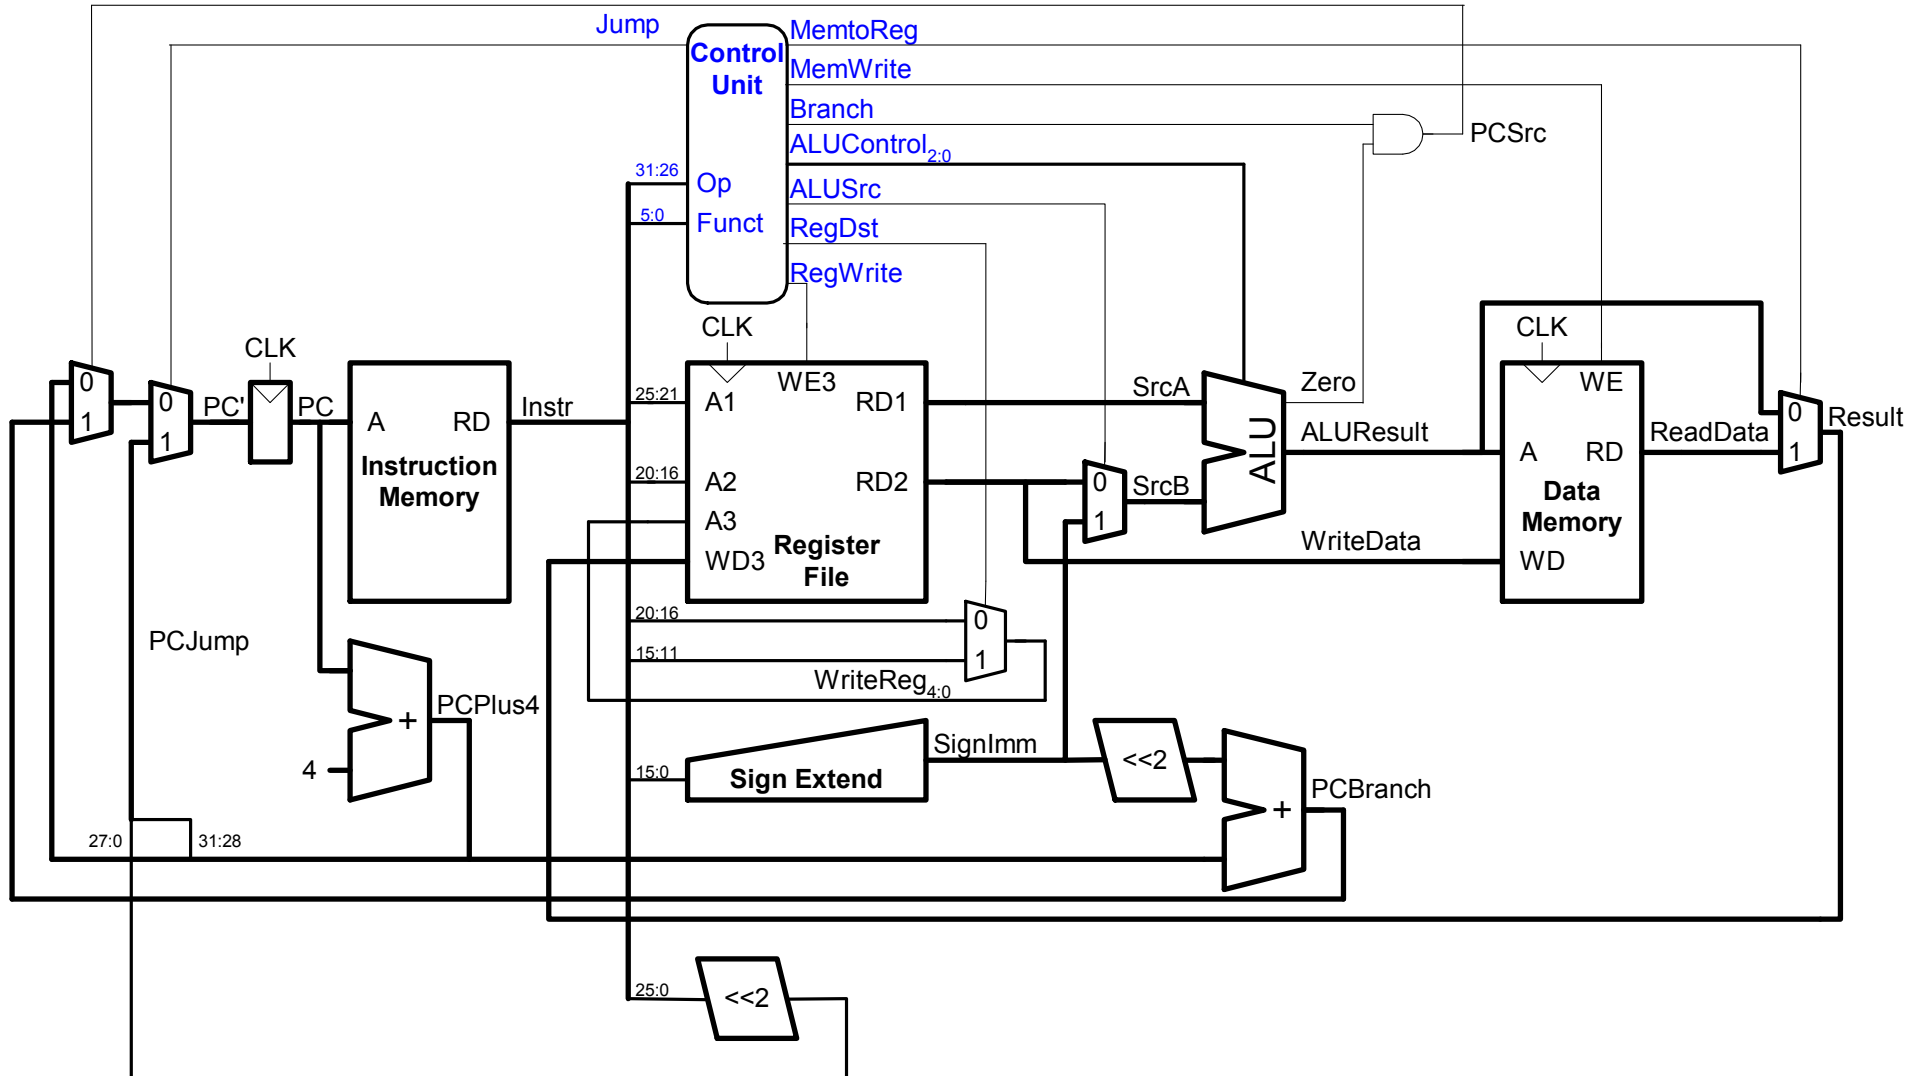 Jump
Control
Unit
MemtoReg
MemWrite
Branch
ALUControl2:0
ALUSrc
RegDst
RegWrite
PCSrc
31:26
Op
5:0
Funct
CLK
CLK
CLK
0
1
0
1
PC'
PC
A
RD
Instruction
Memory
Instr
25:21
A1
WE3
RD1
20:16
A2
RD2
A3
WD3
Register
File
SrcA
0
1
SrcB
ALU
Zero
ALUResult
WriteData
WE
A
RD
Data
Memory
WD
ReadData
0
1
Result
20:16
0
15:11
1
WriteReg4:0
PCJump
+
PCPlus4
4
SignImm
15:0
Sign Extend
<<2
+
PCBranch
27:0
31:28
25:0
<<2